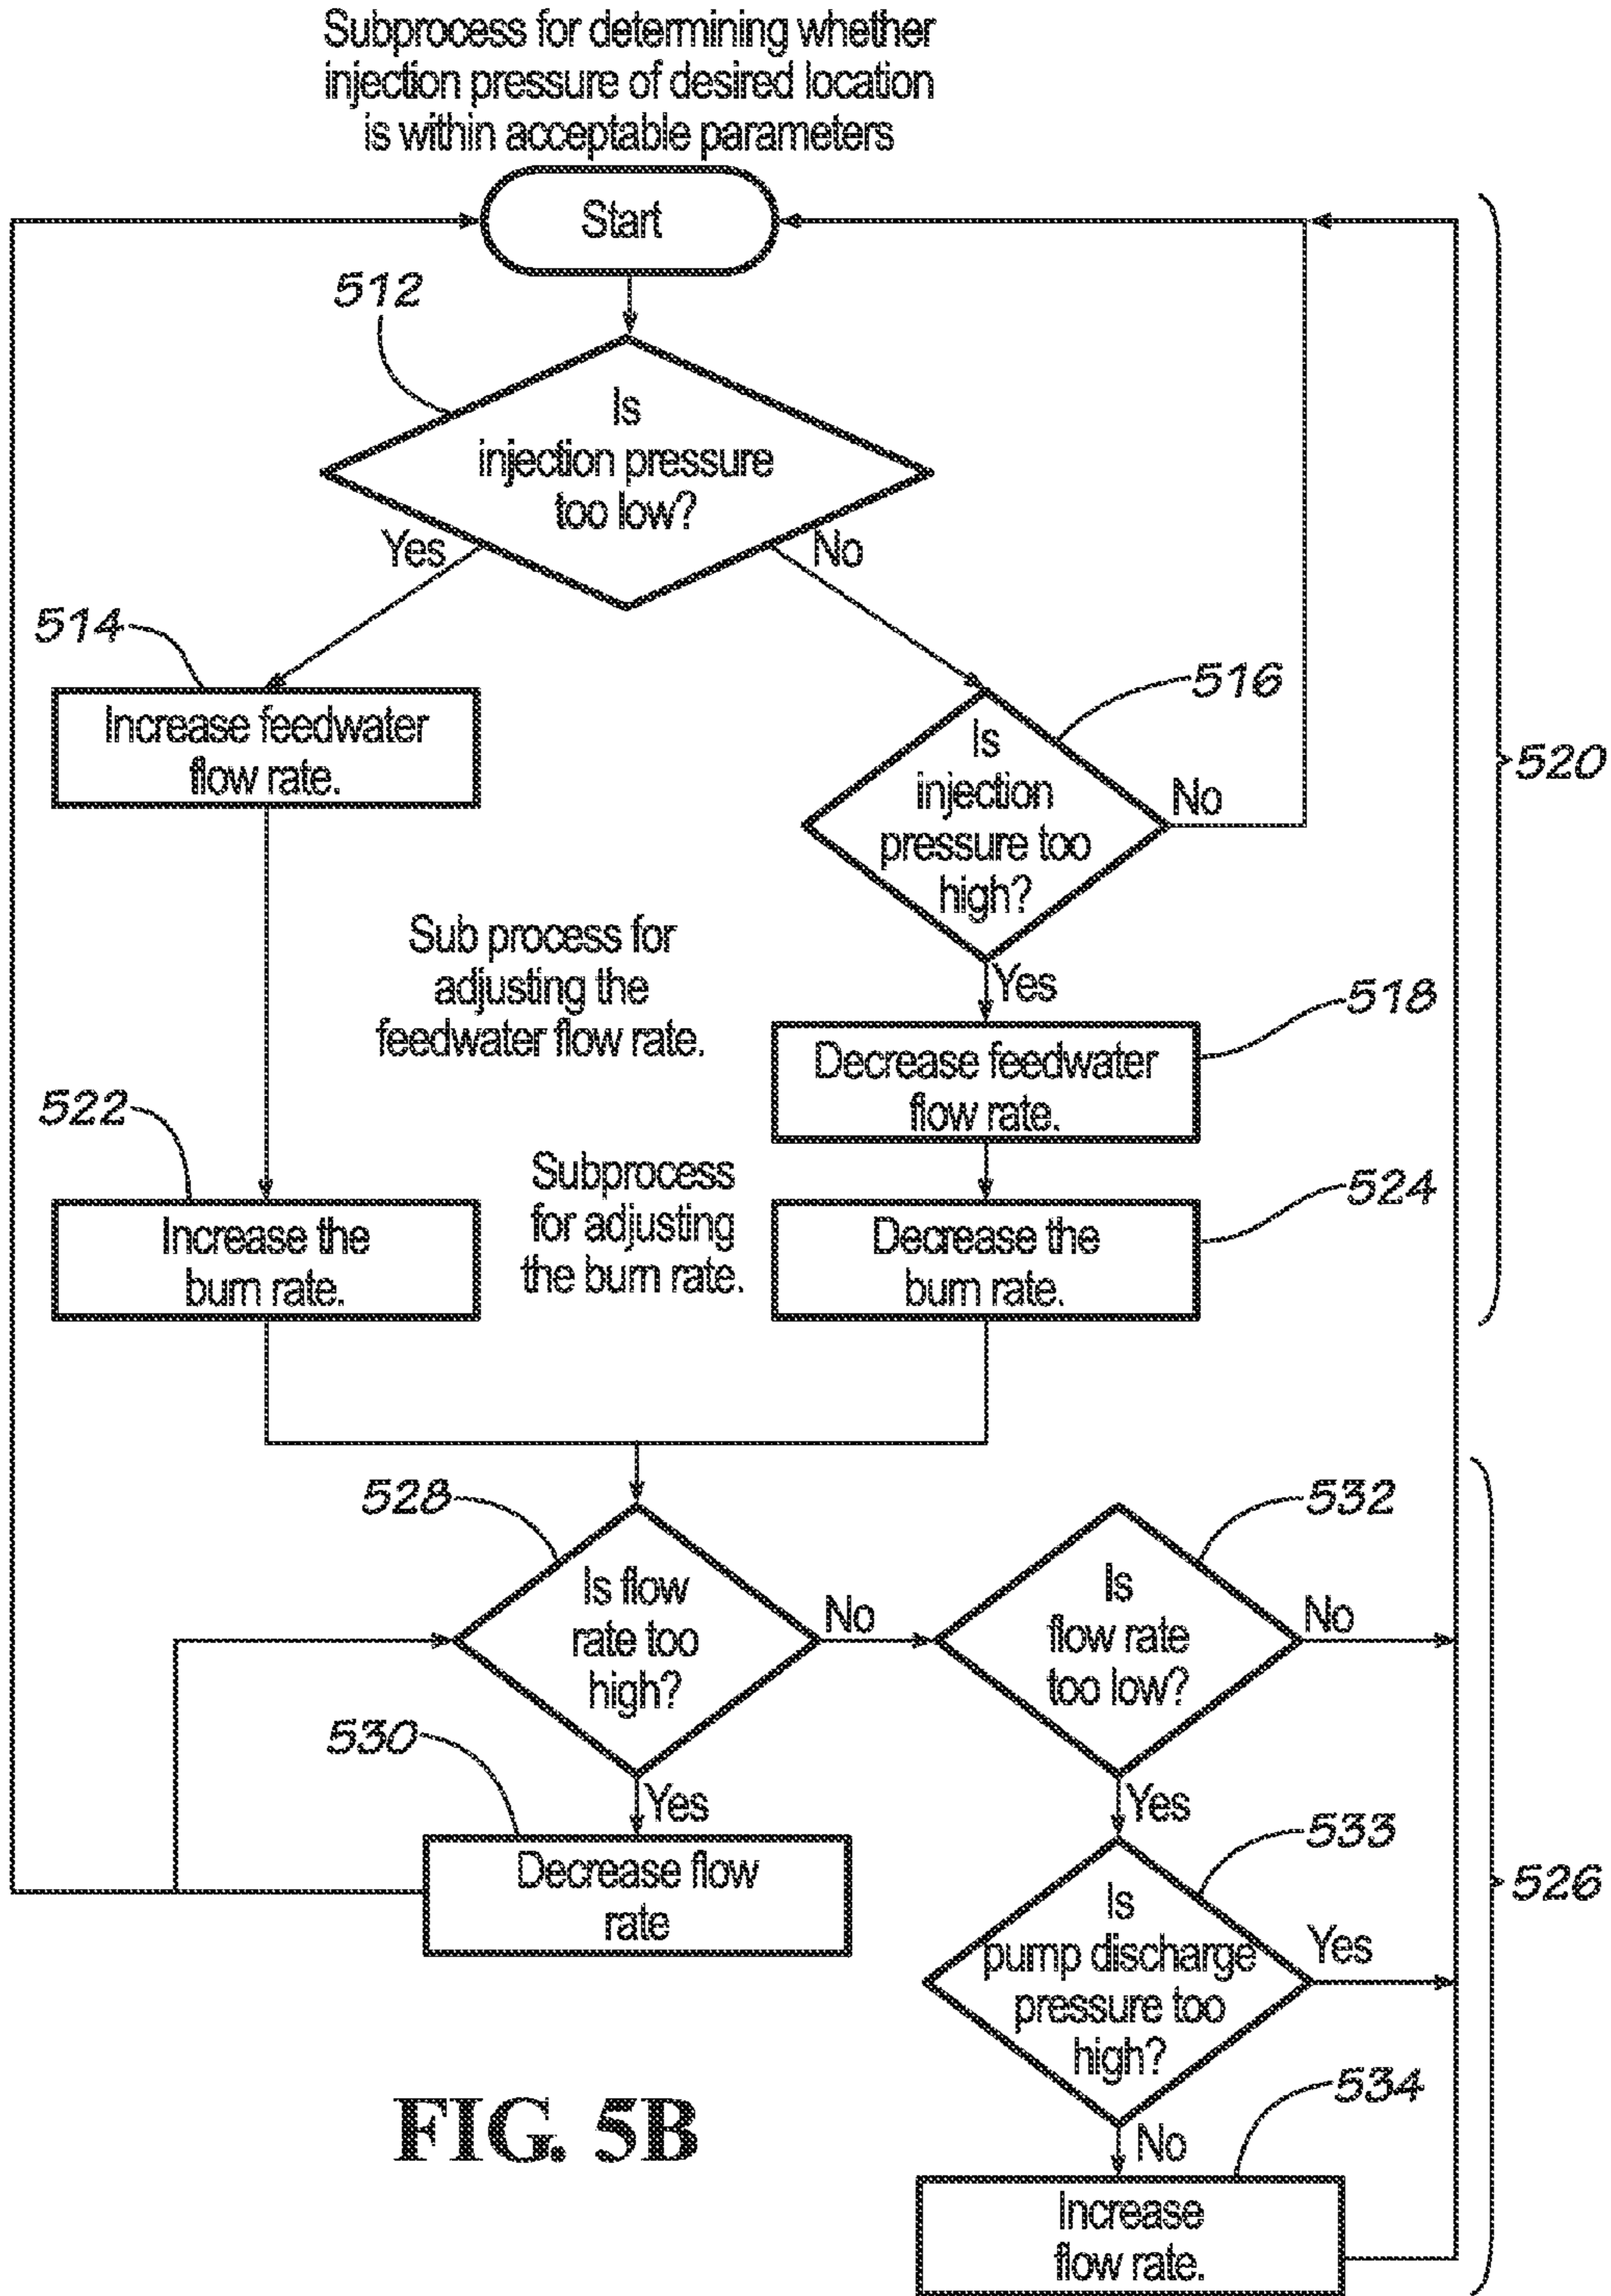 Subprocess for determining whether
injection pressure of desired location
is within acceptable parameters
Start
512
Is
injection pressure
too low?
Yes
No
514
Increase feedwater
flow rate.
516
Is
injection
pressure too
high?
No
520
Yes
Sub process for
adjusting the
feedwater flow rate.
518
Decrease feedwater
flow rate.
522
Increase the
burn rate.
Subprocess
for adjusting
the burn rate.
524
Decrease the
burn rate.
528
Is flow
rate too
high?
No
532
Is
flow rate
too low?
No
530
Yes
Decrease flow
rate
Yes
533
Is
pump discharge
pressure too
high?
Yes
526
No
534
Increase
flow rate.
FIG. 5B